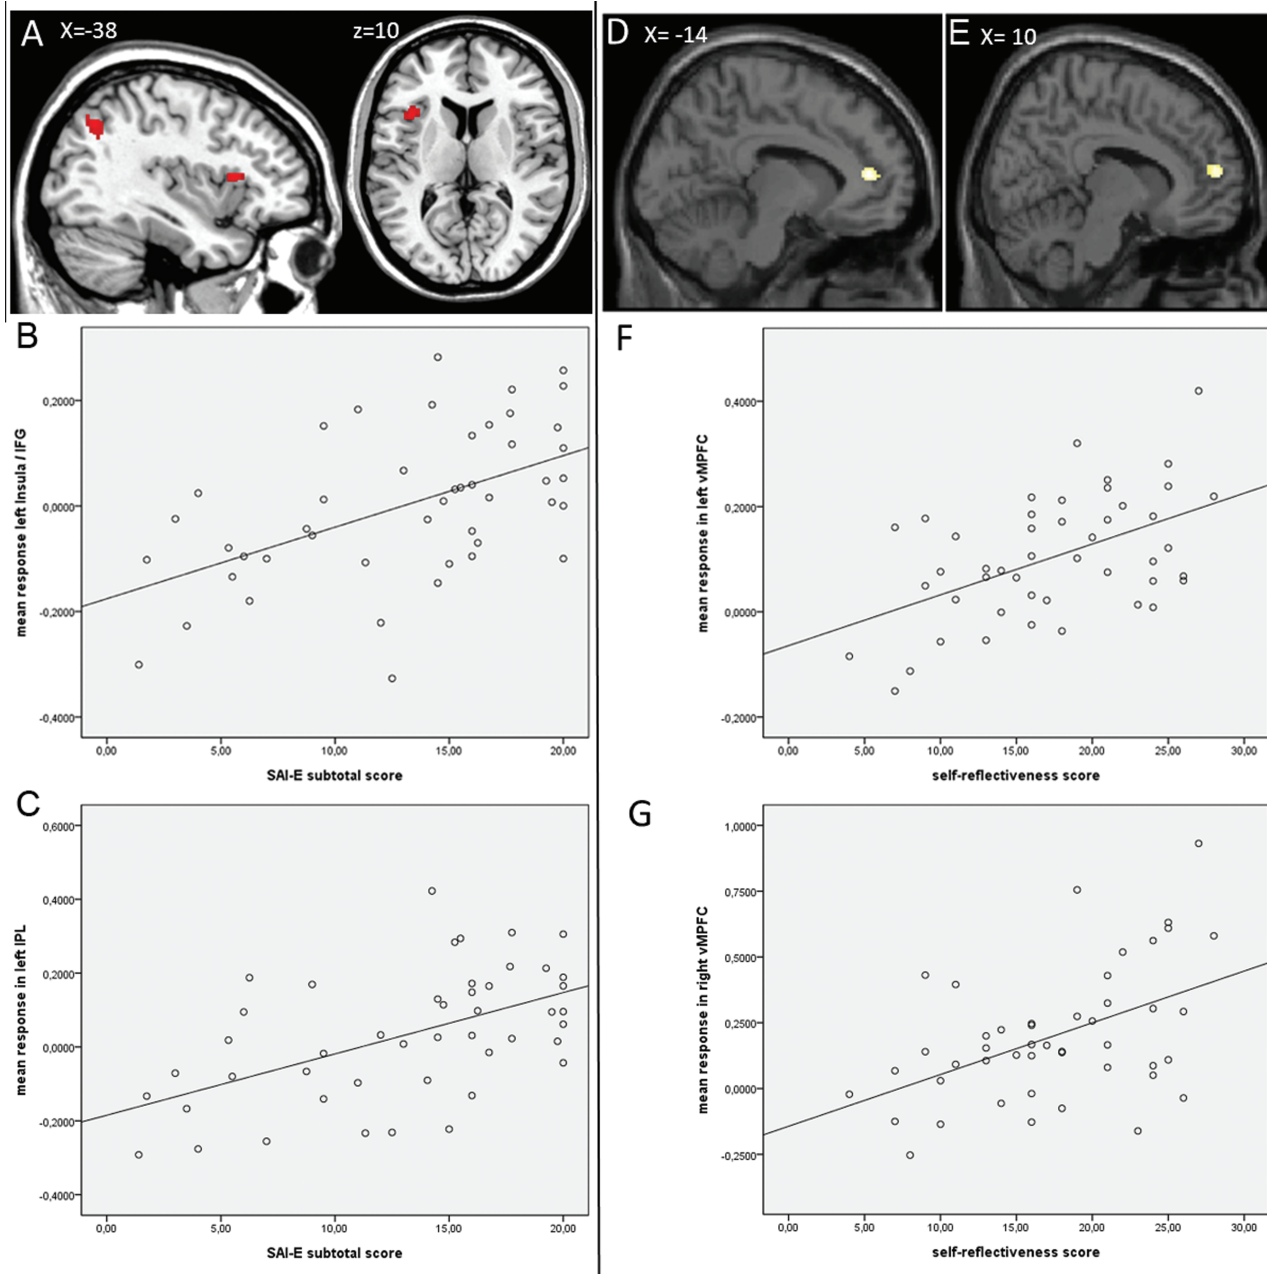 A X=-38 z=10
D X= -14
E X= 10
B
mean response left Insula / IFG
0,2000
0,0000
-0,2000
-0,4000
0,00 5,00 10,00 15,00 20,00
SAI-E subtotal score
C
mean response in left IPL
0,6000
0,4000
0,2000
0,0000
-0,2000
-0,4000
0,00 5,00 10,00 15,00 20,00
SAI-E subtotal score
F
mean response in left vMPFC
0,4000
0,2000
0,0000
-0,2000
0,00 5,00 10,00 15,00 20,00 25,00 30,00
self-reflectiveness score
G
mean response in right vMPFC
1,0000
0,7500
0,5000
0,2500
0,0000
-0,2500
0,00 5,00 10,00 15,00 20,00 25,00 30,00
self-reflectiveness score